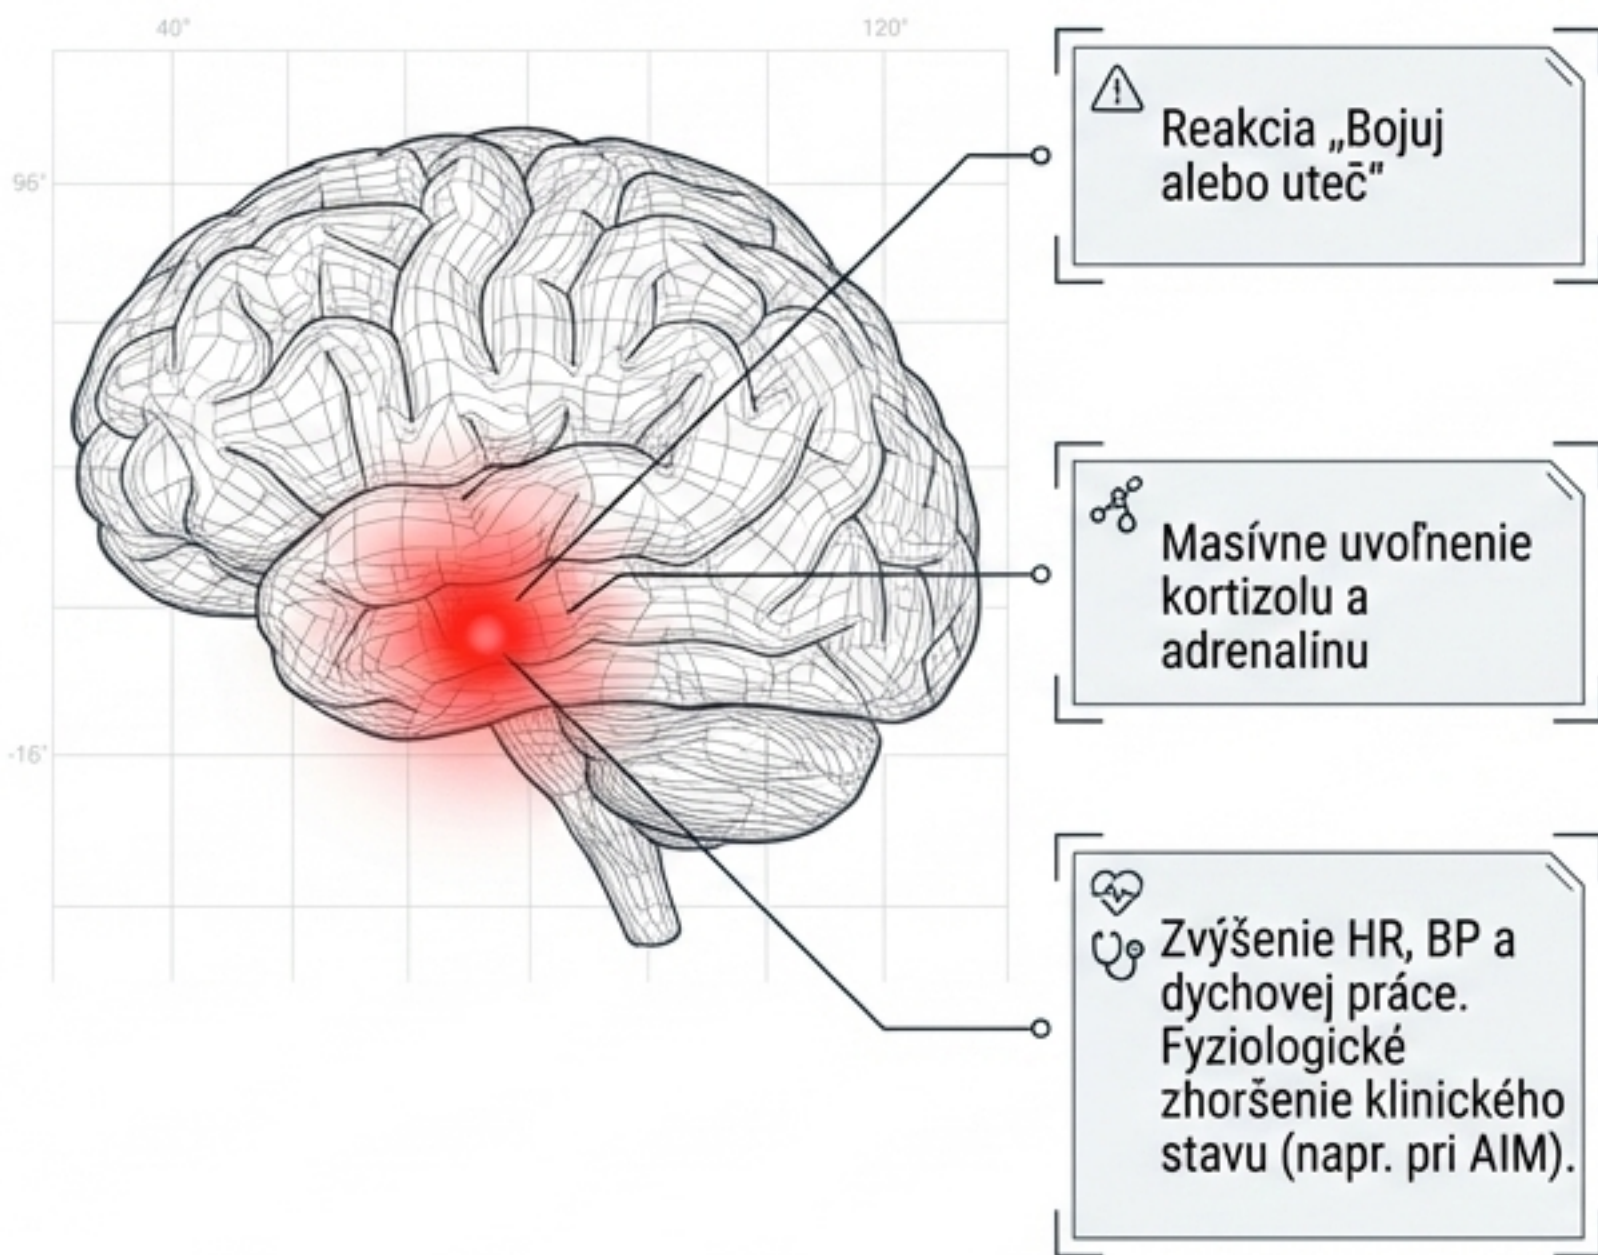 40°
120°
96°
-16°
Reakcia „Bojuj
alebo uteč“
Masívne uvoľnenie
kortizolu a
adrenalínu
Zvýšenie HR, BP a
dychovej práce.
Fyziologické
zhoršenie klinického
stavu (napr. pri AIM).